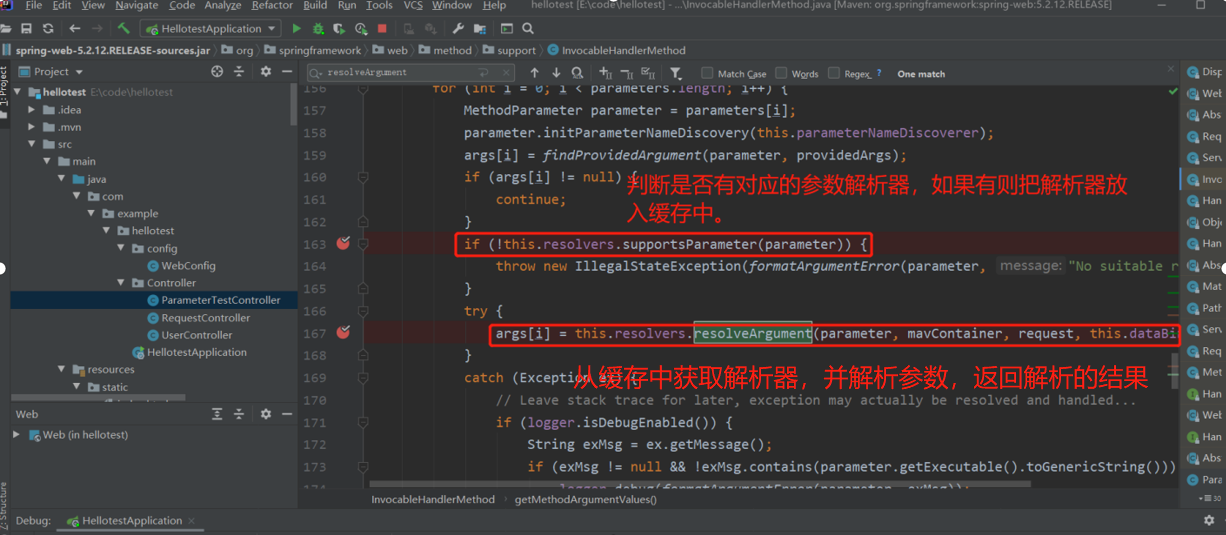 File Edit View Navigate Code Analyze Refactor Build Run Tools VCS Window Help hellotest [E:\code\hellotest] - ...\InvocableHandlerMethod.java [Maven: org.springframework:spring-web:5.2.12.RELEASE]
HellotestApplication
spring-web-5.2.12.RELEASE-sources.jar org springframework web method support InvocableHandlerMethod
1: Project
Project
resolveArgument
Match Case Words Regex ? One match
hellotest E:\code\hellotest
.idea
.mvn
src
main
java
com
example
hellotest
config
WebConfig
Controller
ParameterTestController
RequestController
UserController
HellotestApplication
resources
static
Web
Web (in hellotest)
156 for (int i = 0; i < parameters.length; i++) {
157 MethodParameter parameter = parameters[i];
158 parameter.initParameterNameDiscovery(this.parameterNameDiscoverer);
159 args[i] = findProvidedArgument(parameter, providedArgs);
160 if (args[i] != null) {
判断是否有对应的参数解析器，如果有则把解析器放
161 continue;
入缓存中。
162 }
163 if (!this.resolvers.supportsParameter(parameter)) {
164 throw new IllegalStateException(formatArgumentError(parameter, message: "No suitable r
165 }
166 try {
167 args[i] = this.resolvers.resolveArgument(parameter, mavContainer, request, this.dataBi
168 }
169 catch (Exception ex) {
从缓存中获取解析器，并解析参数，返回解析的结果
170 // Leave stack trace for later, exception may actually be resolved and handled...
171 if (logger.isDebugEnabled()) {
172 String exMsg = ex.getMessage();
173 if (exMsg != null && !exMsg.contains(parameter.getExecutable().toGenericString()))
174 logger.debug(formatArgumentError(parameter, exMsg));
InvocableHandlerMethod getMethodArgumentValues()
Disp
Web
Abs
Req
Serv
Invo
Han
Obje
Han
Abs
Mat
Patl
Serv
Req
Met
Han
Web
Han
Abs
Para
30
Z: Structure
Debug: HellotestApplication